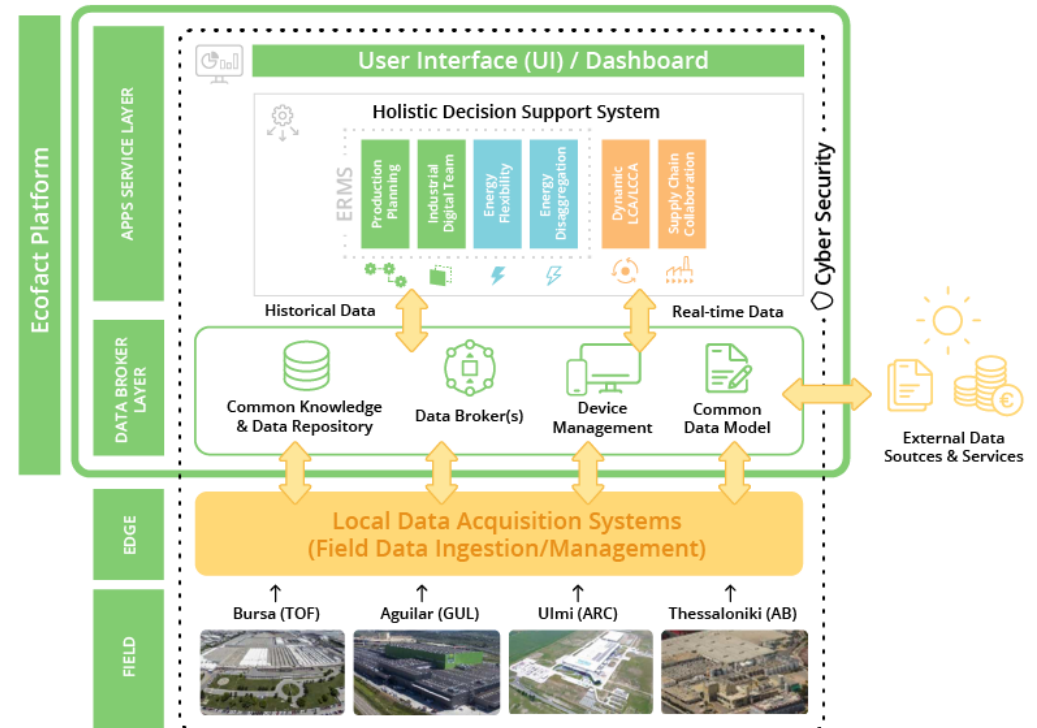 Ecofact Platform
APPS SERVICE LAYER
User Interface (UI) / Dashboard
Holistic Decision Support System
ERMS
Production
Planning
Industrial
Digital Team
Energy
Flexibility
Energy
Disaggregation
Dynamic
LCA/LCCA
Supply Chain
Collaboration
Cyber Security
Historical Data
Real-time Data
DATA BROKER
LAYER
Common Knowledge
& Data Repository
Data Broker(s)
Device
Management
Common
Data Model
€
External Data
Soutces & Services
EDGE
Local Data Acquisition Systems
(Field Data Ingestion/Management)
FIELD
Bursa (TOF)
Aguilar (GUL)
Ulmi (ARC)
Thessaloniki (AB)